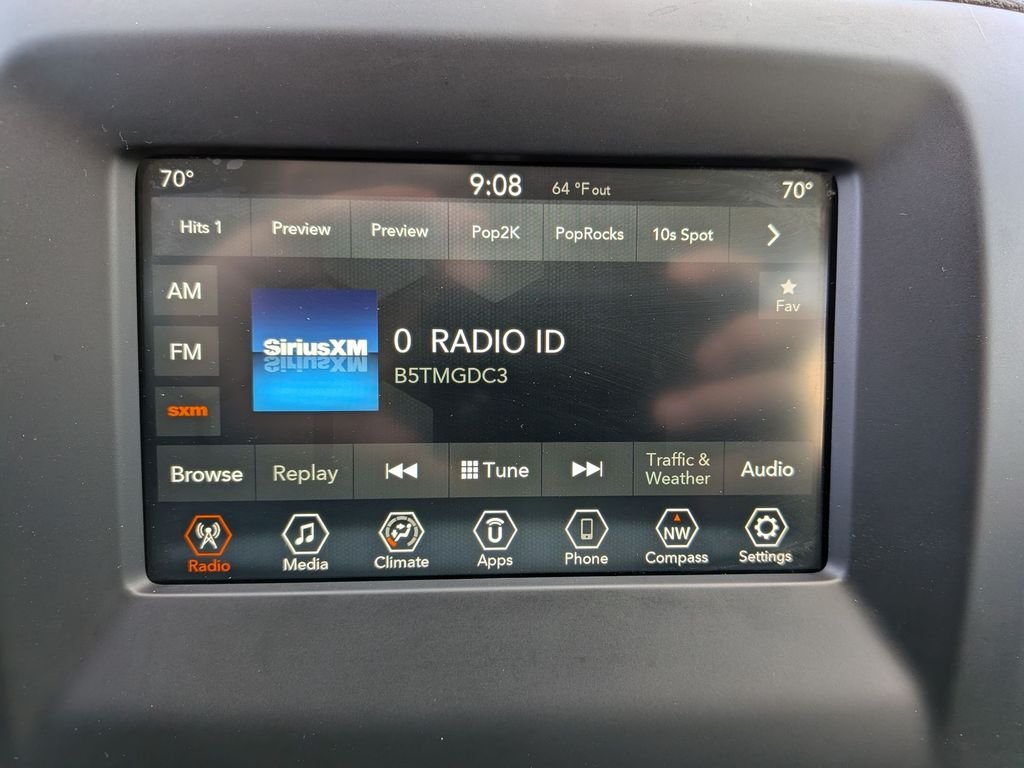 70° 9:08 64 °F out 70°
Hits 1 Preview Preview Pop2K PopRocks 10s Spot
AM
Fav
FM
SiriusXM
0 RADIO ID
B5TMGDC3
sxm
Browse Replay Tune Traffic & Weather Audio
U NW
Radio Media Climate Apps Phone Compass Settings